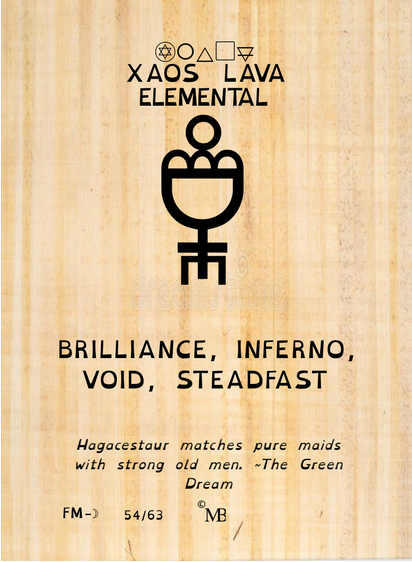 XAOS LAVA
ELEMENTAL
BRILLIANCE, INFERNO,
VOID, STEADFAST
Hagacestaur matches pure maids
with strong old men. ~The Green
Dream
FM-☽ 54/63 © MB